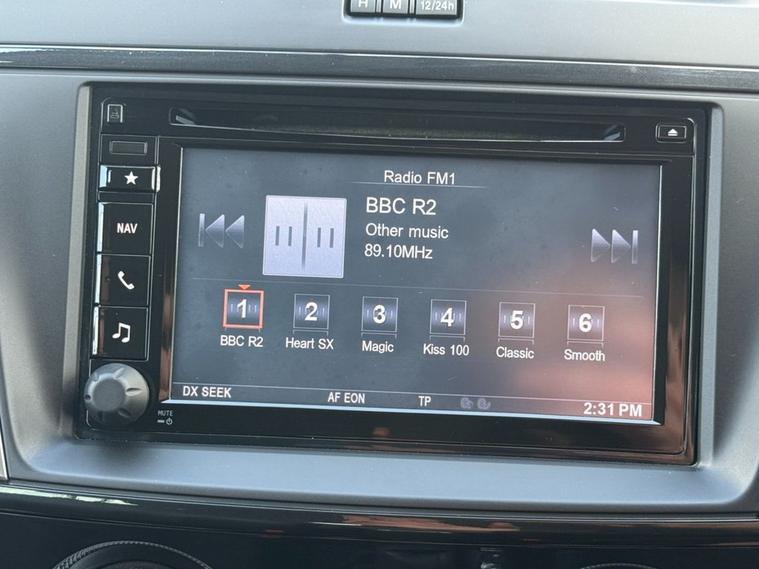 H M 12/24h
Radio FM1
BBC R2
Other music
89.10MHz
NAV
1 2 3 4 5 6
BBC R2 Heart SX Magic Kiss 100 Classic Smooth
DX SEEK AF EON TP 2:31 PM
MUTE